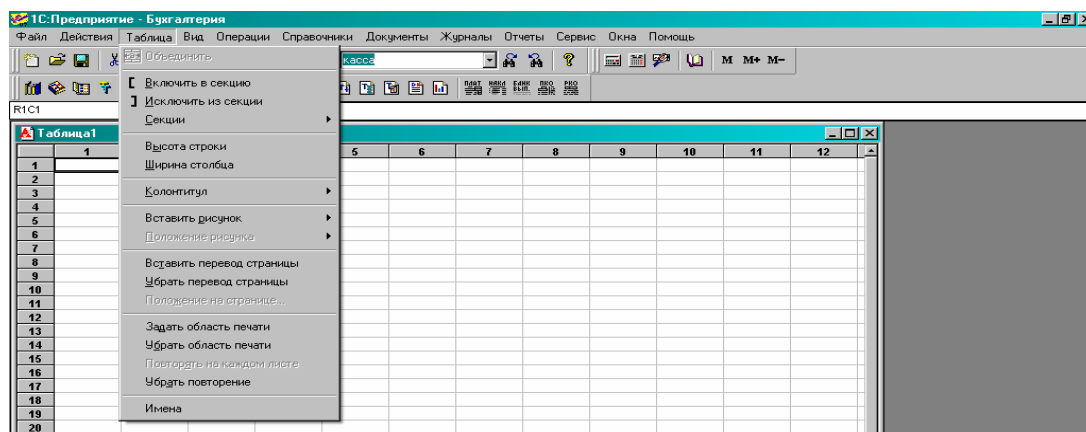 1С:Предприятие - Бухгалтерия
Файл Действия Таблица Вид Операции Справочники Документы Журналы Отчеты Сервис Окна Помощь
касса M M+ M-
R1C1
Таблица1
1 5 6 7 8 9 10 11 12
Объединить
Включить в секцию
Исключить из секции
Секции
Высота строки
Ширина столбца
Колонтитул
Вставить рисунок
Положение рисунка
Вставить перевод страницы
Убрать перевод страницы
Положение на странице...
Задать область печати
Убрать область печати
Повторять на каждом листе
Убрать повторение
Имена
1
2
3
4
5
6
7
8
9
10
11
12
13
14
15
16
17
18
19
20